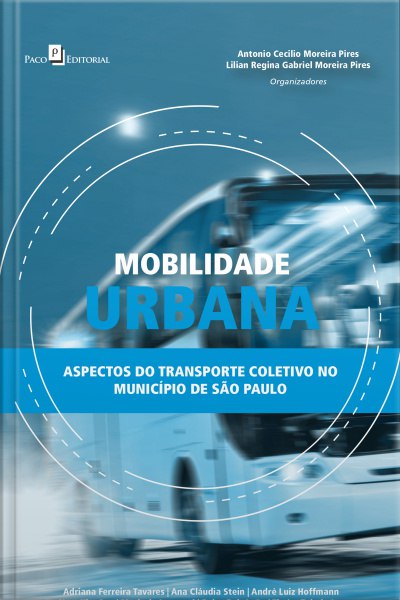 PACO EDITORIAL
Antonio Cecilio Moreira Pires
Lilian Regina Gabriel Moreira Pires
Organizadores
MOBILIDADE
URBANA
ASPECTOS DO TRANSPORTE COLETIVO NO
MUNICÍPIO DE SÃO PAULO
Adriana Ferreira Tavares | Ana Cláudia Stein | André Luiz Hoffmann